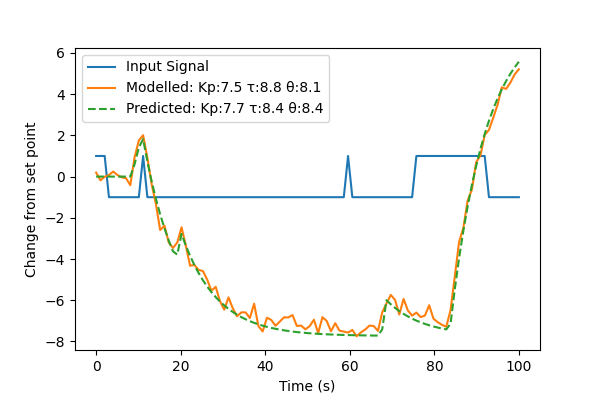 Input Signal
Modelled: Kp:7.5 τ:8.8 θ:8.1
Predicted: Kp:7.7 τ:8.4 θ:8.4
Change from set point
6
4
2
0
−2
−4
−6
−8
0 20 40 60 80 100
Time (s)